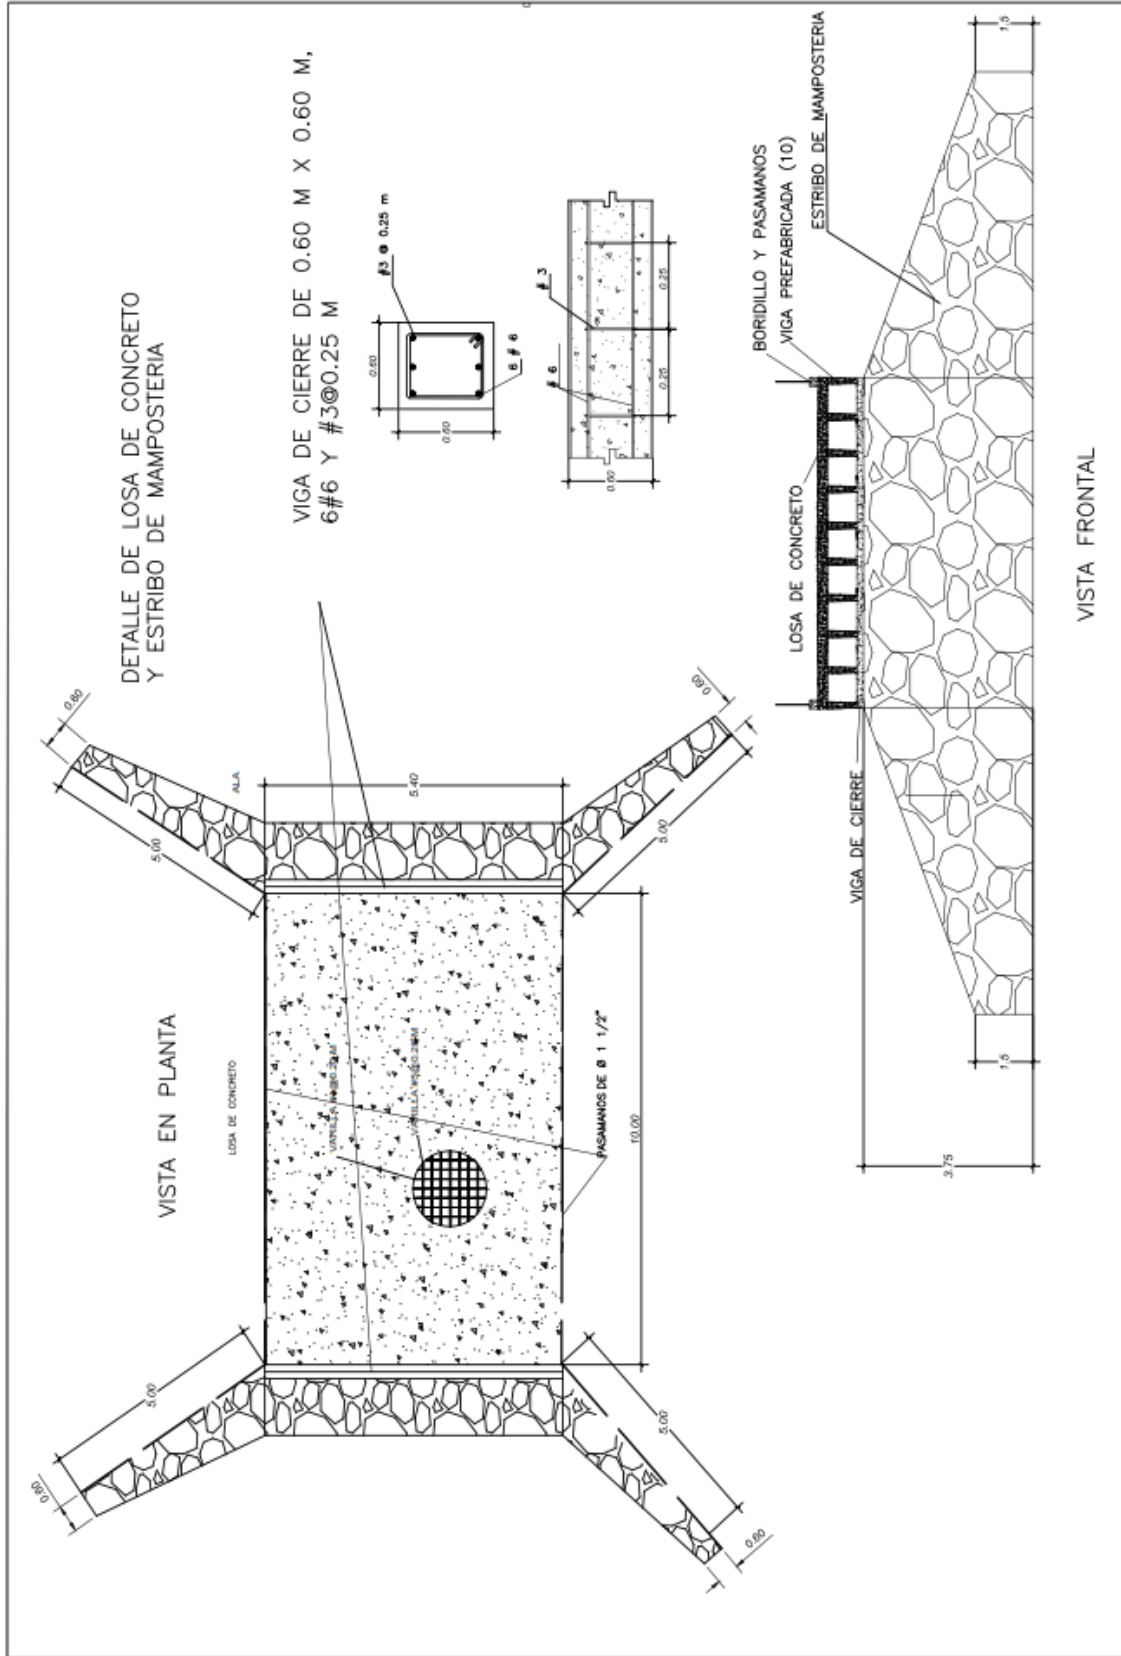 DETALLE DE LOSA DE CONCRETO
Y ESTRIBO DE MAMPOSTERIA
VISTA EN PLANTA
LOSA DE CONCRETO
ALA
0.60
5.00
5.00
0.60
5.40
5.00
0.60
5.00
0.60
10.00
PASAMANOS DE Ø 1 1/2"
VIGA DE CIERRE DE 0.60 M X 0.60 M,
6#6 Y #3@0.25 M
#3 @ 0.25 m
0.60
0.60
6 # 6
# 3
# 6
0.25
0.25
0.60
BORIDILLO Y PASAMANOS
VIGA PREFABRICADA (10)
ESTRIBO DE MAMPOSTERIA
LOSA DE CONCRETO
VIGA DE CIERRE
1.5
1.5
3.75
VISTA FRONTAL